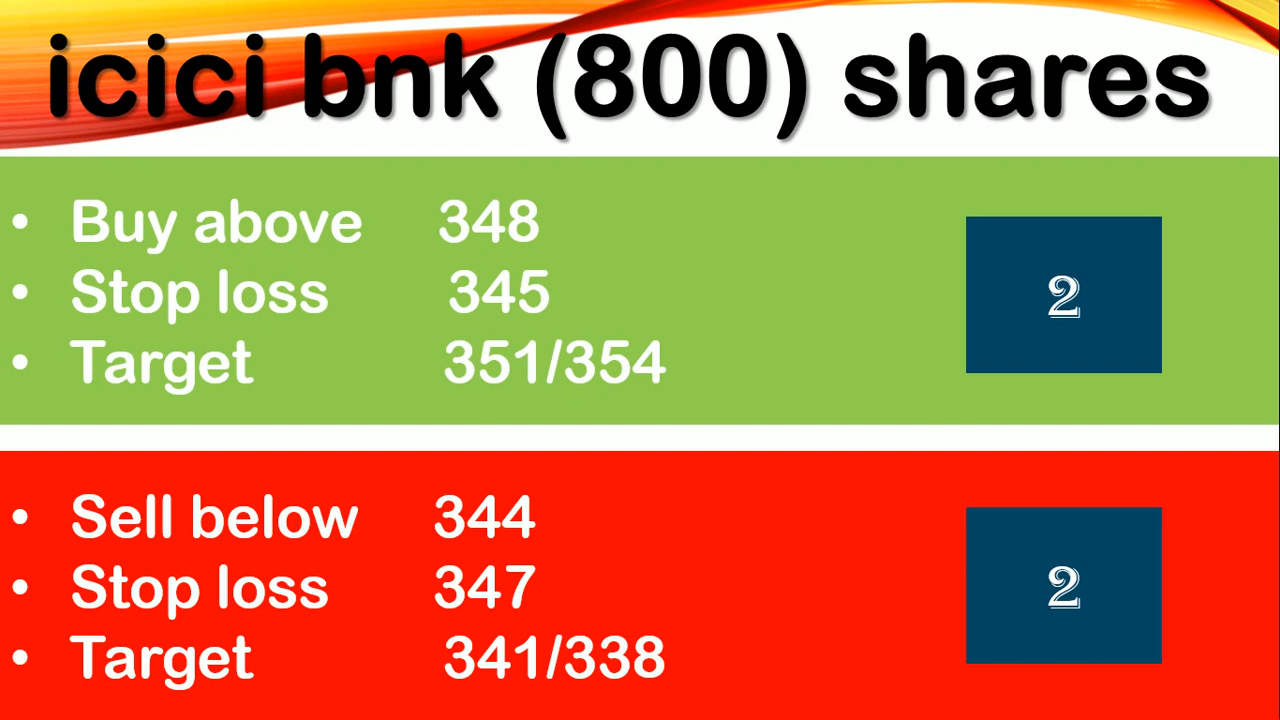 icici bnk (800) shares
• Buy above 348
• Stop loss 345
• Target 351/354
2
• Sell below 344
• Stop loss 347
• Target 341/338
2